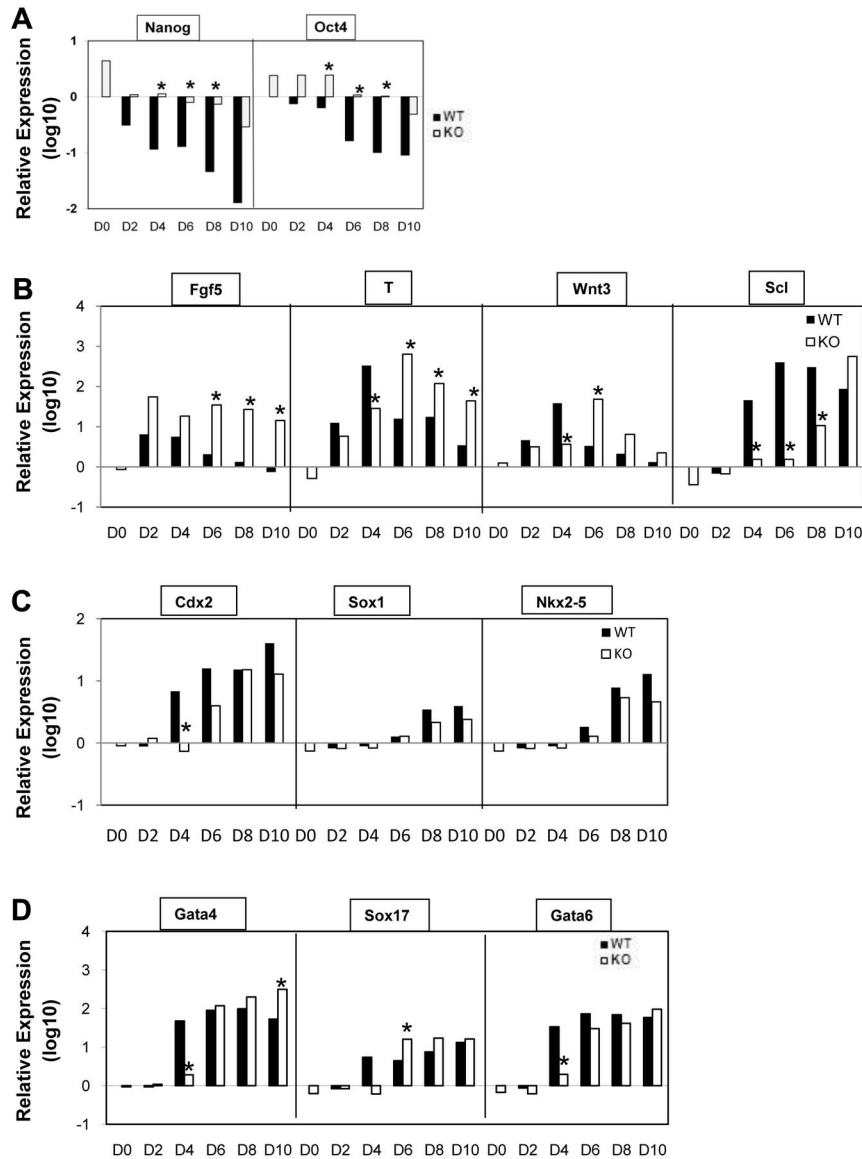 A
Nanog Oct4
Relative Expression
(log10)
1
0
-1
-2
* * * * * *
WT
KO
D0 D2 D4 D6 D8 D10 D0 D2 D4 D6 D8 D10
B
Fgf5 T Wnt3 Scl
Relative Expression
(log10)
4
3
2
1
0
-1
WT
KO
* * * * * * * * * * * *
D0 D2 D4 D6 D8 D10 D0 D2 D4 D6 D8 D10 D0 D2 D4 D6 D8 D10 D0 D2 D4 D6 D8 D10
C
Cdx2 Sox1 Nkx2-5
Relative Expression
(log10)
2
1
0
-1
WT
KO
*
D0 D2 D4 D6 D8 D10 D0 D2 D4 D6 D8 D10 D0 D2 D4 D6 D8 D10
D
Gata4 Sox17 Gata6
Relative Expression
(log10)
4
3
2
1
0
-1
WT
KO
* * * *
D0 D2 D4 D6 D8 D10 D0 D2 D4 D6 D8 D10 D0 D2 D4 D6 D8 D10